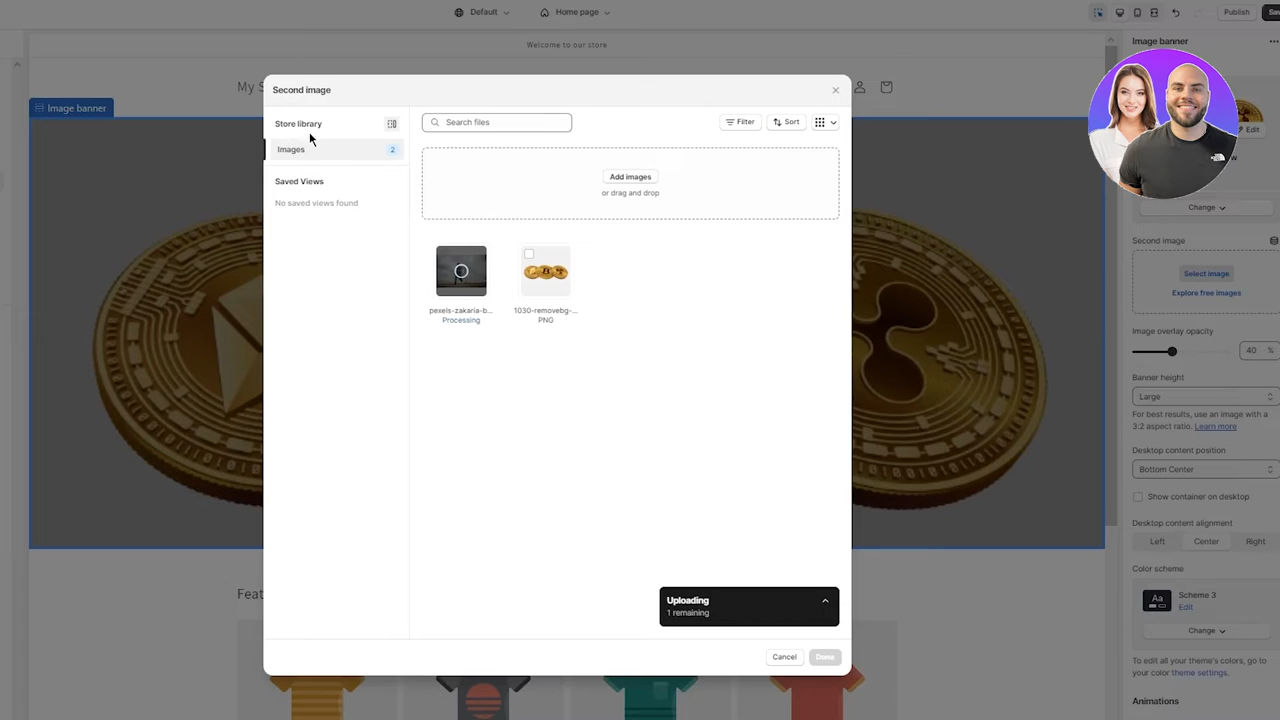 Default
Home page
Publish
Welcome to our store
Image banner
My S
Image banner
Second image
Store library
Images
2
Saved Views
No saved views found
Search files
Filter
Sort
Add images
or drag and drop
pexels-zakaria-b...
Processing
1030-removebg-...
PNG
Uploading
1 remaining
Cancel
Done
Edit
Change
Second image
Select image
Explore free images
Image overlay opacity
40 %
Banner height
Large
For best results, use an image with a
3:2 aspect ratio. Learn more
Desktop content position
Bottom Center
Show container on desktop
Desktop content alignment
Left
Center
Right
Color scheme
Aa
Scheme 3
Edit
Change
To edit all your theme's colors, go to
your color theme settings.
Animations
Feat